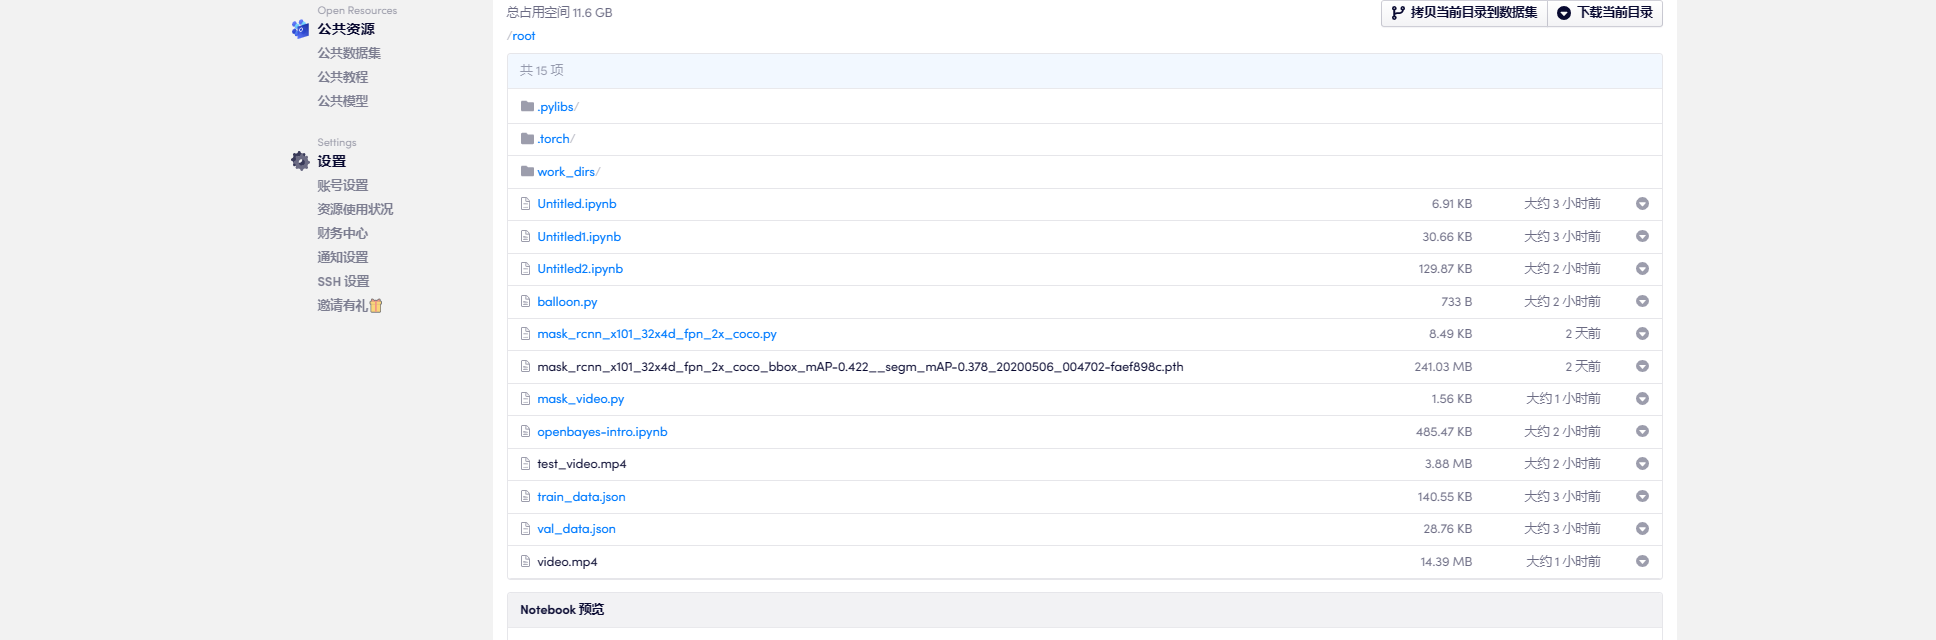 Open Resources
公共资源
公共数据集
公共教程
公共模型
Settings
设置
账号设置
资源使用状况
财务中心
通知设置
SSH 设置
邀请有礼
总占用空间 11.6 GB
拷贝当前目录到数据集
下载当前目录
/root
共 15 项
.pylibs/
.torch/
work_dirs/
Untitled.ipynb 6.91 KB 大约 3 小时前
Untitled1.ipynb 30.66 KB 大约 3 小时前
Untitled2.ipynb 129.87 KB 大约 2 小时前
balloon.py 733 B 大约 2 小时前
mask_rcnn_x101_32x4d_fpn_2x_coco.py 8.49 KB 2 天前
mask_rcnn_x101_32x4d_fpn_2x_coco_bbox_mAP-0.422__segm_mAP-0.378_20200506_004702-faef898c.pth 241.03 MB 2 天前
mask_video.py 1.56 KB 大约 1 小时前
openbayes-intro.ipynb 485.47 KB 大约 2 小时前
test_video.mp4 3.88 MB 大约 2 小时前
train_data.json 140.55 KB 大约 3 小时前
val_data.json 28.76 KB 大约 3 小时前
video.mp4 14.39 MB 大约 1 小时前
Notebook 预览